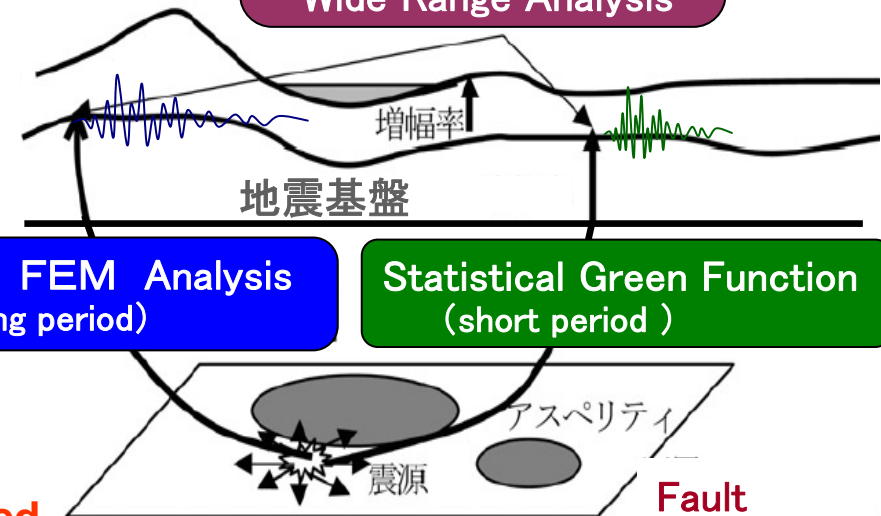 Wide Range Analysis
増幅率
地震基盤
FEM Analysis
Statistical Green Function
period)
(short period )
アスペリティ
震源
Fault